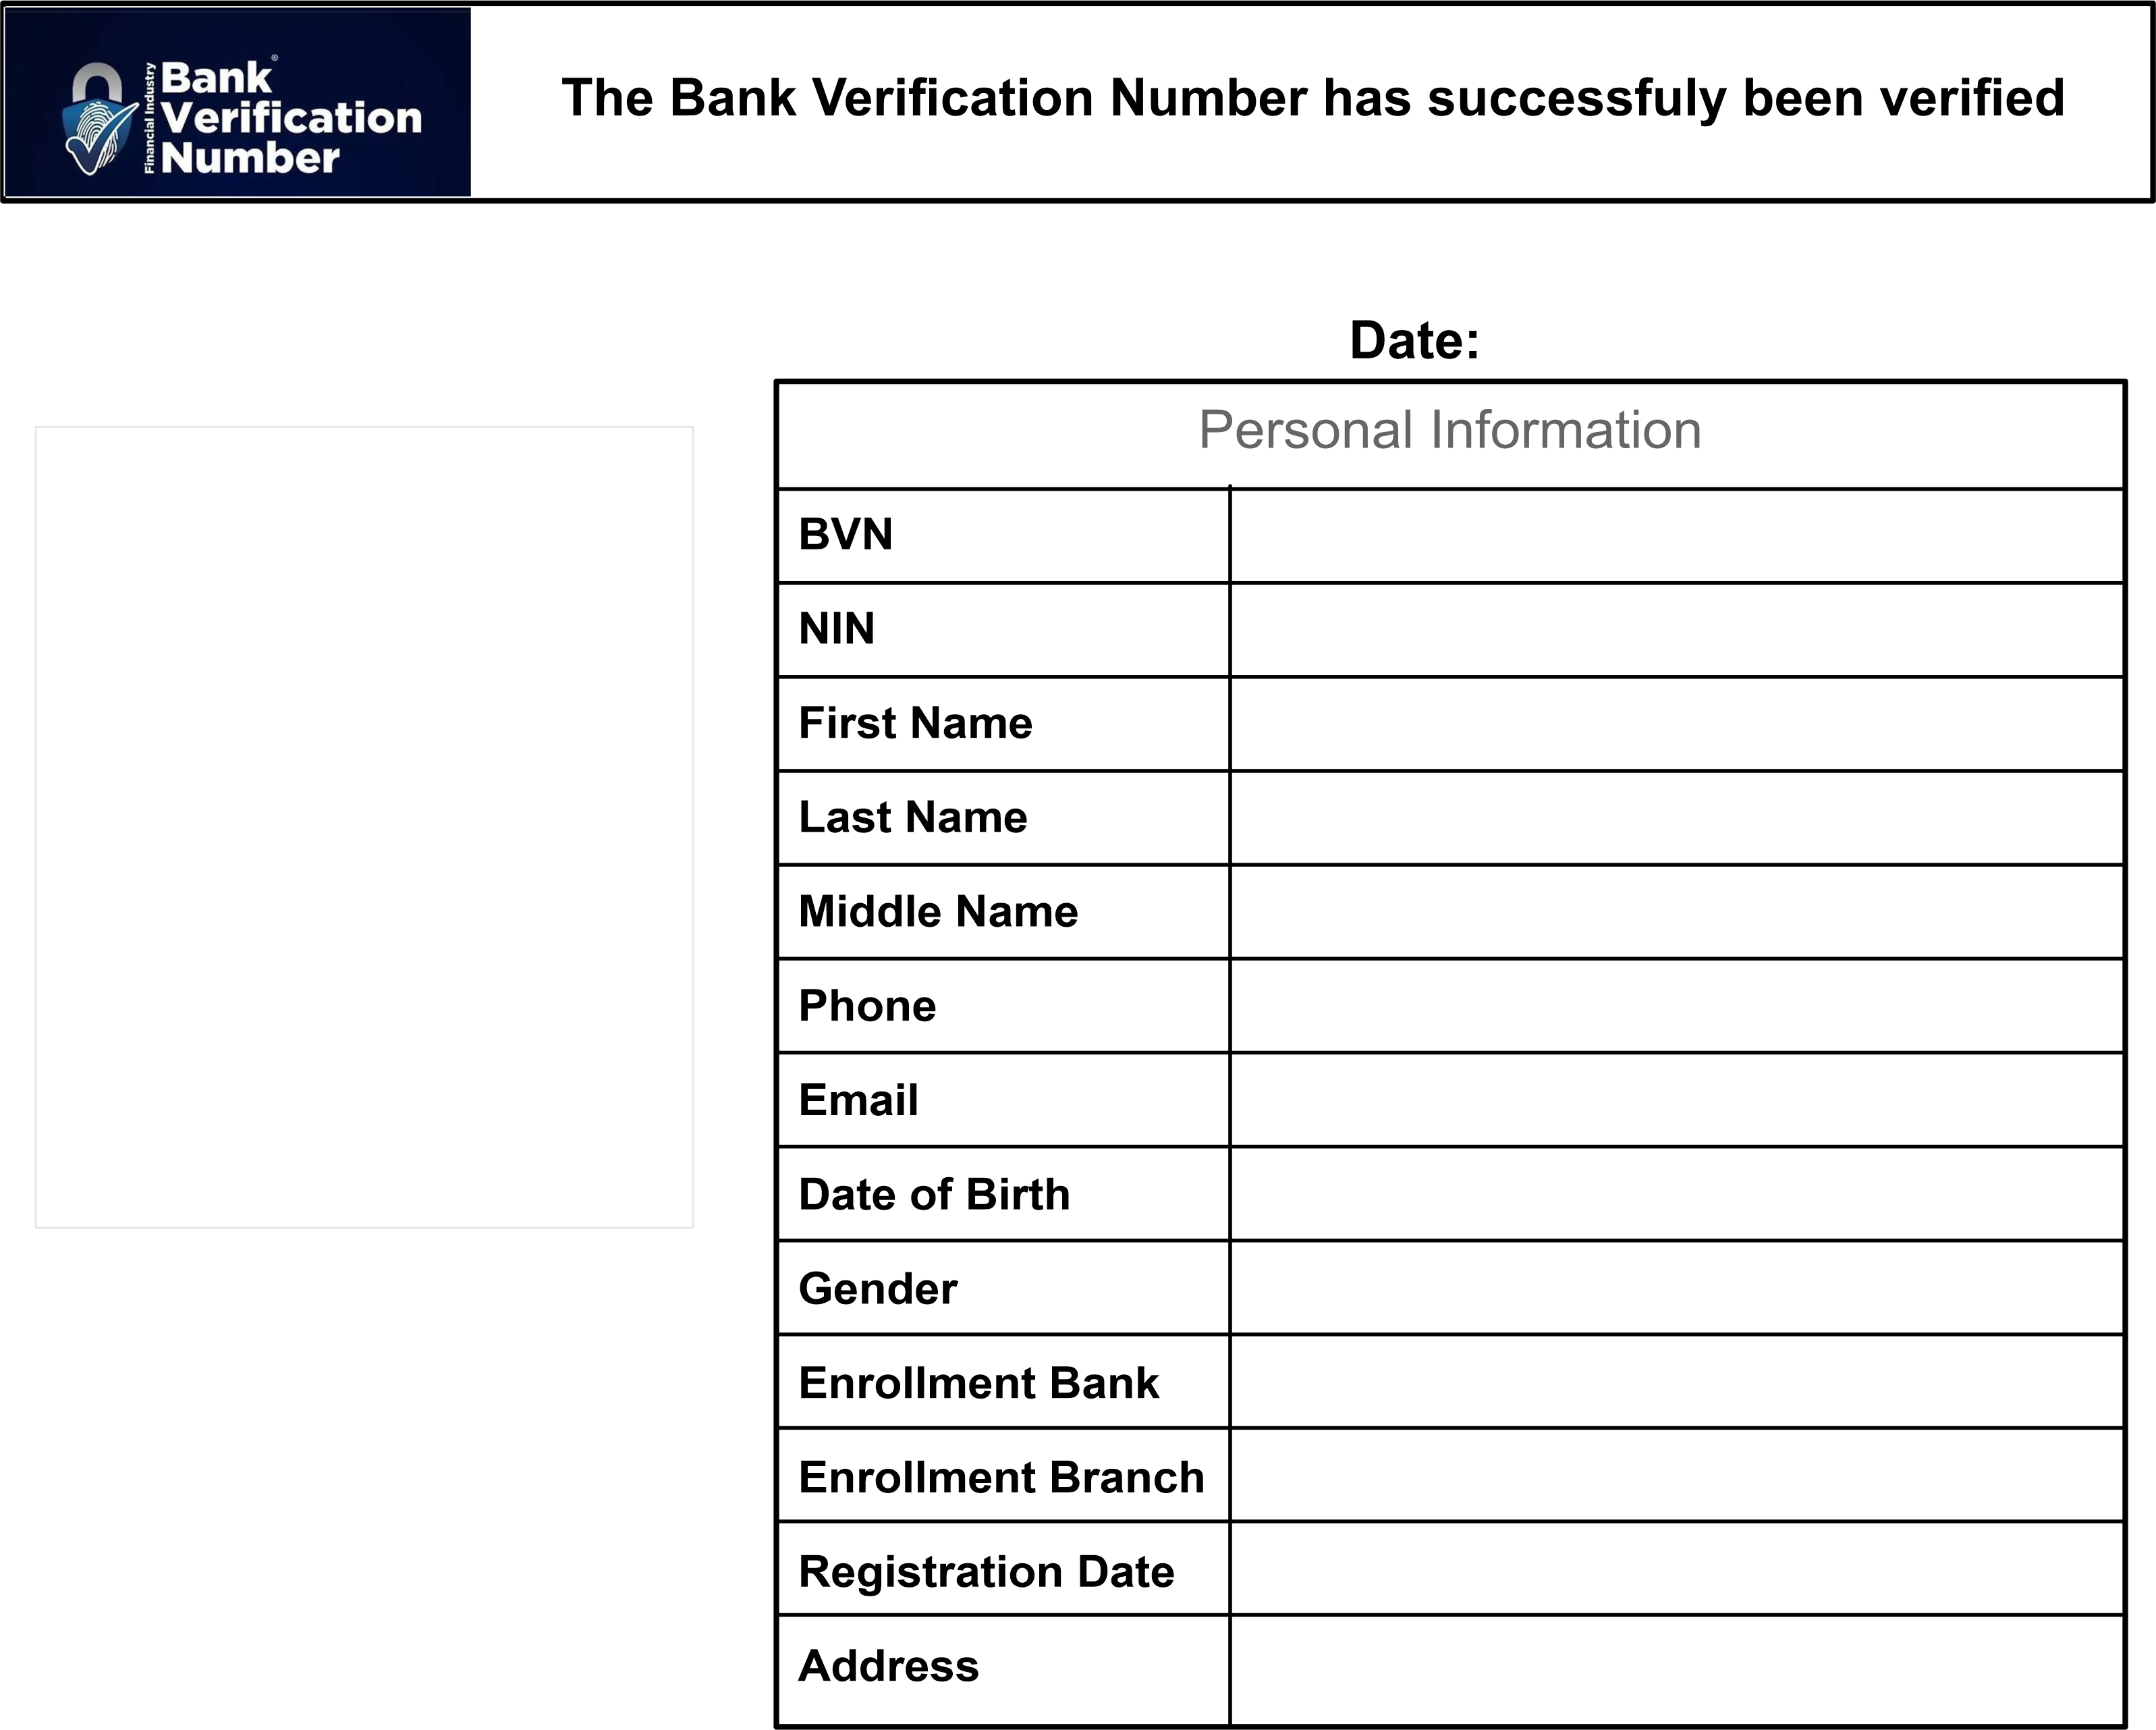 Financial Industry
Bank®
Verification
Number
The Bank Verification Number has successfuly been verified
Date:
Personal Information
BVN
NIN
First Name
Last Name
Middle Name
Phone
Email
Date of Birth
Gender
Enrollment Bank
Enrollment Branch
Registration Date
Address